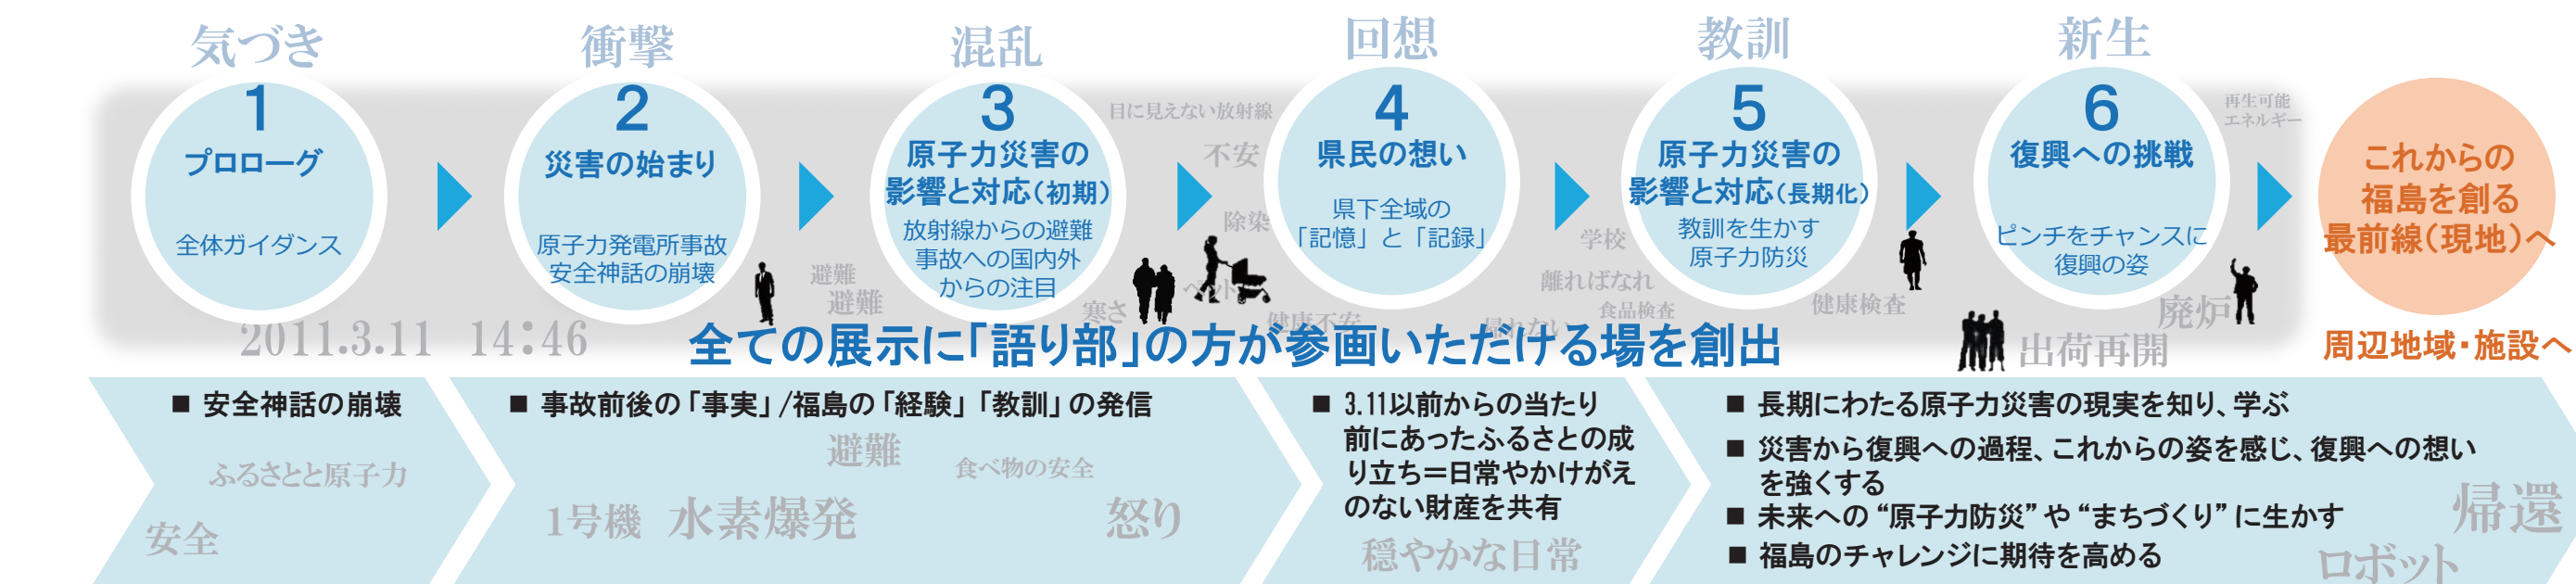 気づき
1
プロローグ
全体ガイダンス
衝撃
2
災害の始まり
原子力発電所事故
安全神話の崩壊
混乱
3
原子力災害の
影響と対応(初期)
放射線からの避難
事故への国内外
からの注目
回想
4
県民の想い
県下全域の
「記憶」と「記録」
教訓
5
原子力災害の
影響と対応(長期化)
教訓を生かす
原子力防災
新生
6
復興への挑戦
ピンチをチャンスに
復興の姿
これからの
福島を創る
最前線(現地)へ
周辺地域・施設へ
2011.3.11 14:46
避難
避難
目に見えない放射線
不安
除染
ペット
寒さ
健康不安
学校
離ればなれ
食品検査
帰れない
健康検査
再生可能
エネルギー
廃炉
出荷再開
全ての展示に「語り部」の方が参画いただける場を創出
■ 安全神話の崩壊
ふるさとと原子力
安全
■ 事故前後の「事実」/福島の「経験」「教訓」の発信
避難
食べ物の安全
1号機 水素爆発
怒り
■ 3.11以前からの当たり
前にあったふるさとの成
り立ち=日常やかけがえ
のない財産を共有
穏やかな日常
■ 長期にわたる原子力災害の現実を知り、学ぶ
■ 災害から復興への過程、これからの姿を感じ、復興への想い
を強くする
■ 未来への“原子力防災”や“まちづくり”に生かす
■ 福島のチャレンジに期待を高める
帰還
ロボット